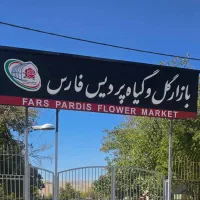 بازار گل و گیاه پردیس فارس
FARS PARDIS FLOWER MARKET